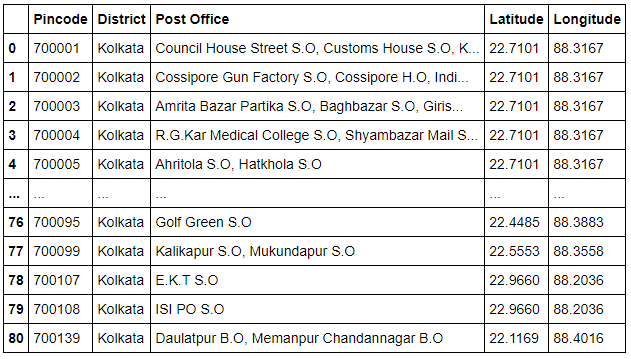 Pincode District Post Office Latitude Longitude
0 700001 Kolkata Council House Street S.O, Customs House S.O, K... 22.7101 88.3167
1 700002 Kolkata Cossipore Gun Factory S.O, Cossipore H.O, Indi... 22.7101 88.3167
2 700003 Kolkata Amrita Bazar Partika S.O, Baghbazar S.O, Giris... 22.7101 88.3167
3 700004 Kolkata R.G.Kar Medical College S.O, Shyambazar Mail S... 22.7101 88.3167
4 700005 Kolkata Ahritola S.O, Hatkhola S.O 22.7101 88.3167
... ... ... ... ... ...
76 700095 Kolkata Golf Green S.O 22.4485 88.3883
77 700099 Kolkata Kalikapur S.O, Mukundapur S.O 22.5553 88.3558
78 700107 Kolkata E.K.T S.O 22.9660 88.2036
79 700108 Kolkata ISI PO S.O 22.9660 88.2036
80 700139 Kolkata Daulatpur B.O, Memanpur Chandannagar B.O 22.1169 88.4016